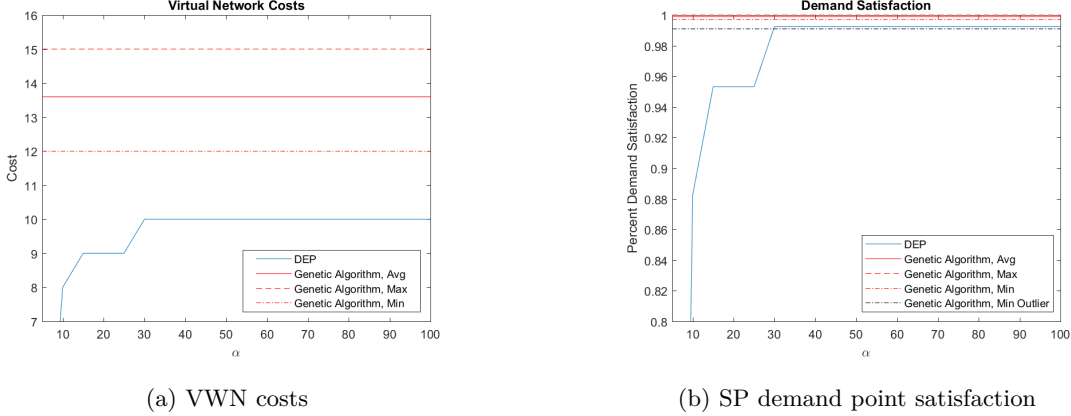 Virtual Network Costs
16
15
14
13
12
11
10
9
8
7
Cost
10 20 30 40 50 60 70 80 90 100
α
DEP
Genetic Algorithm, Avg
Genetic Algorithm, Max
Genetic Algorithm, Min
(a) VWN costs
Demand Satisfaction
1
0.98
0.96
0.94
0.92
0.9
0.88
0.86
0.84
0.82
0.8
Percent Demand Satisfaction
10 20 30 40 50 60 70 80 90 100
α
DEP
Genetic Algorithm, Avg
Genetic Algorithm, Max
Genetic Algorithm, Min
Genetic Algorithm, Min Outlier
(b) SP demand point satisfaction